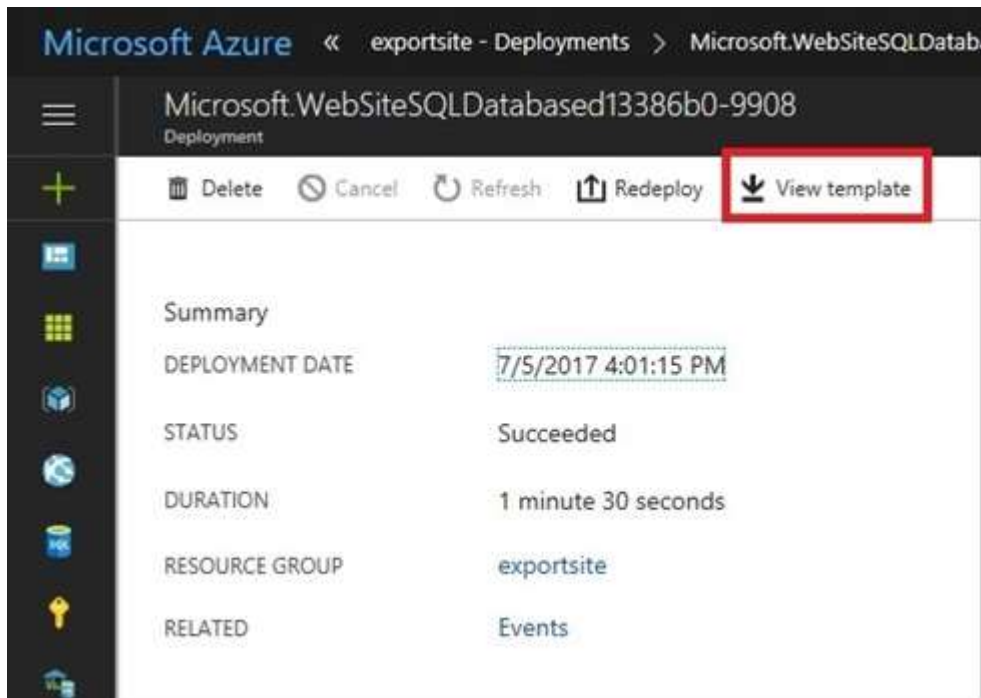 Microsoft Azure « exportsite - Deployments > Microsoft.WebSiteSQLDatab
Microsoft.WebSiteSQLDatabased13386b0-9908
Deployment
Delete Cancel Refresh Redeploy View template
Summary
DEPLOYMENT DATE 7/5/2017 4:01:15 PM
STATUS Succeeded
DURATION 1 minute 30 seconds
RESOURCE GROUP exportsite
RELATED Events